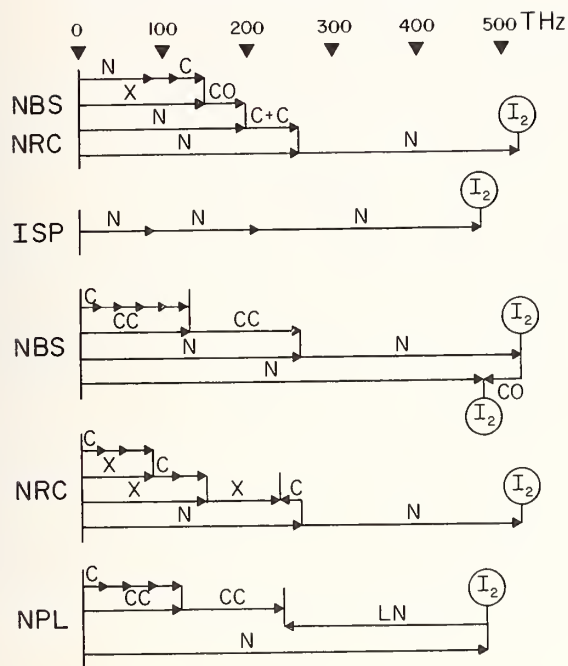 0 100 200 300 400 500 THz
N C
X CO
NBS
N C+C I₂
NRC
N N
I₂
N N N
ISP
C
CC CC I₂
NBS
N N
N CO
I₂
C
X C
NRC X X C I₂
N N
C
CC CC I₂
NPL LN
N